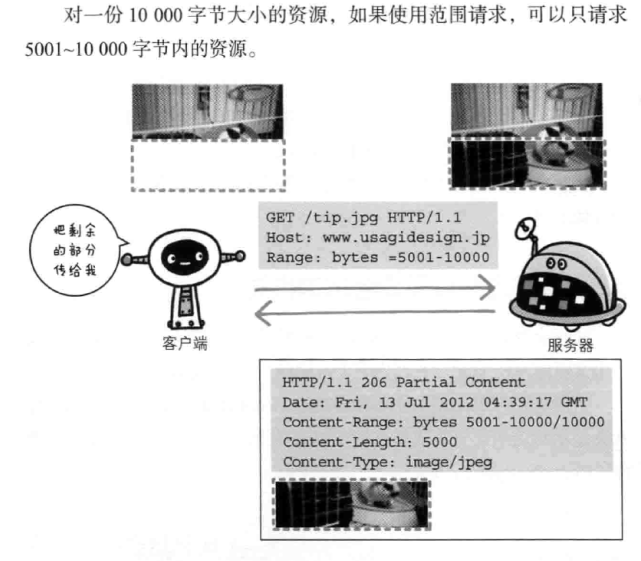 对一份 10 000 字节大小的资源，如果使用范围请求，可以只请求
5001~10 000 字节内的资源。
把剩余
的部分
传给我
GET /tip.jpg HTTP/1.1
Host: www.usagidesign.jp
Range: bytes =5001-10000
客户端
服务器
HTTP/1.1 206 Partial Content
Date: Fri, 13 Jul 2012 04:39:17 GMT
Content-Range: bytes 5001-10000/10000
Content-Length: 5000
Content-Type: image/jpeg